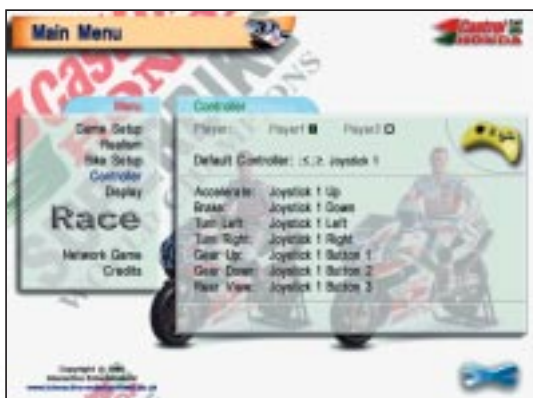 Main Menu
Castrol
HONDA
Menu
Game Setup
Realism
Bike Setup
Controller
Display
Race
Network Game
Credits
Controller
Player: Player1 Player2
Default Controller: Joystick 1
Accelerate: Joystick 1 Up
Brake: Joystick 1 Down
Turn Left: Joystick 1 Left
Turn Right: Joystick 1 Right
Gear Up: Joystick 1 Button 1
Gear Down: Joystick 1 Button 2
Rear View: Joystick 1 Button 3
Copyright ©
Interactive Entertainment